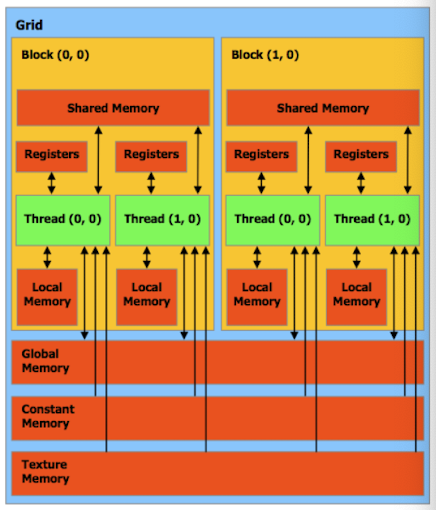 Grid
Block (0, 0)
Block (1, 0)
Shared Memory
Shared Memory
Registers
Registers
Registers
Registers
Thread (0, 0)
Thread (1, 0)
Thread (0, 0)
Thread (1, 0)
Local
Memory
Local
Memory
Local
Memory
Local
Memory
Global
Memory
Constant
Memory
Texture
Memory